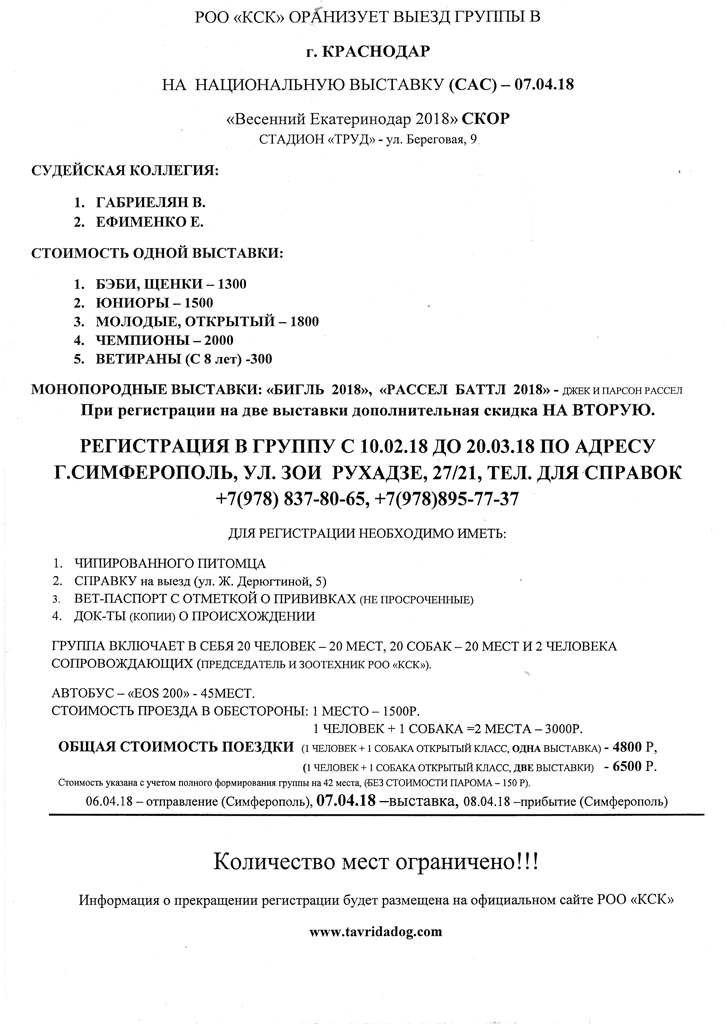 РОО «КСК» ОРАНИЗУЕТ ВЫЕЗД ГРУППЫ В
г. КРАСНОДАР
НА НАЦИОНАЛЬНУЮ ВЫСТАВКУ (САС) – 07.04.18
«Весенний Екатеринодар 2018» СКОР
СТАДИОН «ТРУД» - ул. Береговая, 9
СУДЕЙСКАЯ КОЛЛЕГИЯ:
1. ГАБРИЕЛЯН В.
2. ЕФИМЕНКО Е.
СТОИМОСТЬ ОДНОЙ ВЫСТАВКИ:
1. БЭБИ, ЩЕНКИ – 1300
2. ЮНИОРЫ – 1500
3. МОЛОДЫЕ, ОТКРЫТЫЙ – 1800
4. ЧЕМПИОНЫ – 2000
5. ВЕТИРАНЫ (С 8 лет) -300
МОНОПОРОДНЫЕ ВЫСТАВКИ: «БИГЛЬ 2018», «РАССЕЛ БАТТЛ 2018» - ДЖЕК И ПАРСОН РАССЕЛ
При регистрации на две выставки дополнительная скидка НА ВТОРУЮ.
РЕГИСТРАЦИЯ В ГРУППУ С 10.02.18 ДО 20.03.18 ПО АДРЕСУ
Г.СИМФЕРОПОЛЬ, УЛ. ЗОИ РУХАДЗЕ, 27/21, ТЕЛ. ДЛЯ СПРАВОК
+7(978) 837-80-65, +7(978)895-77-37
ДЛЯ РЕГИСТРАЦИИ НЕОБХОДИМО ИМЕТЬ:
1. ЧИПИРОВАННОГО ПИТОМЦА
2. СПРАВКУ на выезд (ул. Ж. Дерюгтиной, 5)
3. ВЕТ-ПАСПОРТ С ОТМЕТКОЙ О ПРИВИВКАХ (НЕ ПРОСРОЧЕННЫЕ)
4. ДОК-ТЫ (КОПИИ) О ПРОИСХОЖДЕНИИ
ГРУППА ВКЛЮЧАЕТ В СЕБЯ 20 ЧЕЛОВЕК – 20 МЕСТ, 20 СОБАК – 20 МЕСТ И 2 ЧЕЛОВЕКА
СОПРОВОЖДАЮЩИХ (ПРЕДСЕДАТЕЛЬ И ЗООТЕХНИК РОО «КСК»).
АВТОБУС – «EOS 200» - 45МЕСТ.
СТОИМОСТЬ ПРОЕЗДА В ОБЕСТОРОНЫ: 1 МЕСТО – 1500Р.
1 ЧЕЛОВЕК + 1 СОБАКА =2 МЕСТА – 3000Р.
ОБЩАЯ СТОИМОСТЬ ПОЕЗДКИ (1 ЧЕЛОВЕК + 1 СОБАКА ОТКРЫТЫЙ КЛАСС, ОДНА ВЫСТАВКА) - 4800 Р,
(1 ЧЕЛОВЕК + 1 СОБАКА ОТКРЫТЫЙ КЛАСС, ДВЕ ВЫСТАВКИ) - 6500 Р.
Стоимость указана с учетом полного формирования группы на 42 места, (БЕЗ СТОИМОСТИ ПАРОМА – 150 Р).
06.04.18 – отправление (Симферополь), 07.04.18 –выставка, 08.04.18 –прибытие (Симферополь)
Количество мест ограничено!!!
Информация о прекращении регистрации будет размещена на официальном сайте РОО «КСК»
www.tavridadog.com